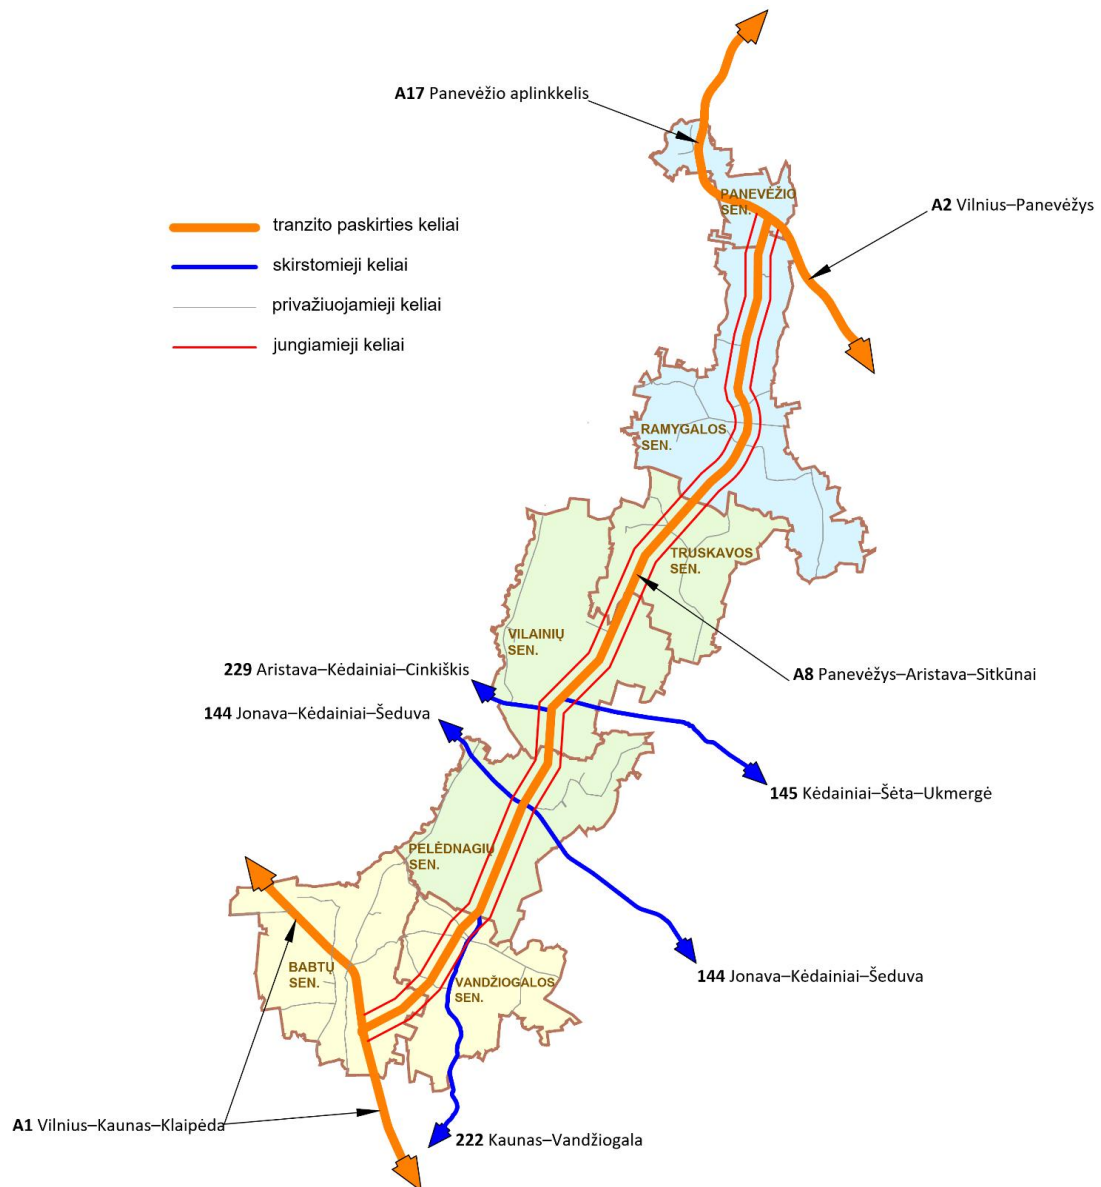 A17 Panevėžio aplinkkelis
PANEVĖŽIO
SEN.
A2 Vilnius–Panevėžys
tranzito paskirties keliai
skirstomieji keliai
privažiuojamieji keliai
jungiamieji keliai
RAMYGALOS
SEN.
TRUSKAVOS
SEN.
VILAINIŲ
SEN.
229 Aristava–Kėdainiai–Cinkiškis
A8 Panevėžys–Aristava–Sitkūnai
144 Jonava–Kėdainiai–Šeduva
145 Kėdainiai–Šėta–Ukmergė
PELĖDNAGIŲ
SEN.
BABTŲ
SEN.
VANDŽIOGALOS
SEN.
144 Jonava–Kėdainiai–Šeduva
A1 Vilnius–Kaunas–Klaipėda
222 Kaunas–Vandžiogala